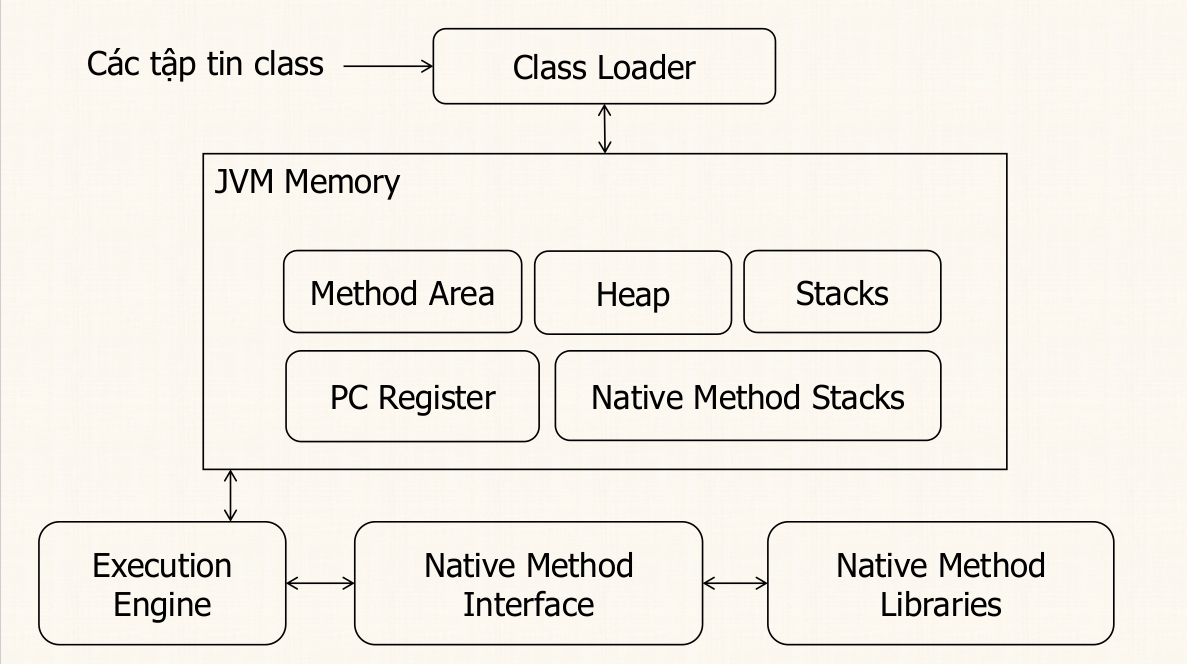 Các tập tin class
Class Loader
JVM Memory
Method Area
Heap
Stacks
PC Register
Native Method Stacks
Execution
Engine
Native Method
Interface
Native Method
Libraries